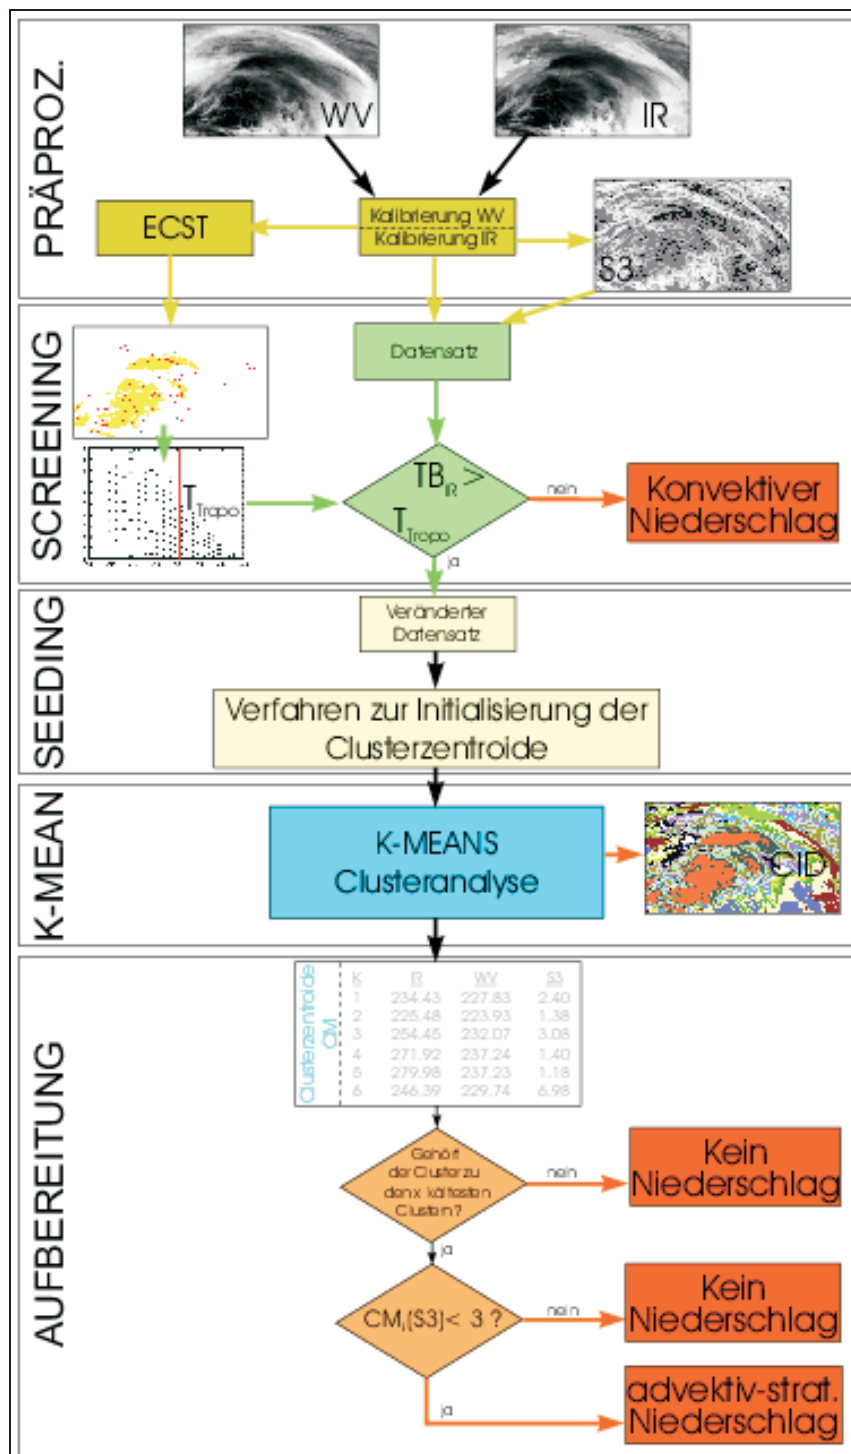 PRÄPROZ.
WV
IR
ECST
Kalibrierung WV
Kalibrierung IR
S3
SCREENING
Datensatz
T Tropo
TB IR >
T Tropo
nein
Konvektiver
Niederschlag
ja
SEEDING
Veränderter
Datensatz
Verfahren zur Initialisierung der
Clusterzentroide
K-MEAN
K-MEANS
Clusteranalyse
CID
AUFBEREITUNG
Clusterzentroide
CM
K IR WV S3
1 234.43 227.83 2.40
2 225.48 223.93 1.38
3 254.45 232.07 3.08
4 271.92 237.24 1.40
5 279.98 237.23 1.18
6 246.39 229.74 6.98
Gehört
der Cluster zu
den x kältesten
Clustern?
nein
Kein
Niederschlag
ja
CMi(S3)< 3 ?
nein
Kein
Niederschlag
ja
advektiv-strat.
Niederschlag